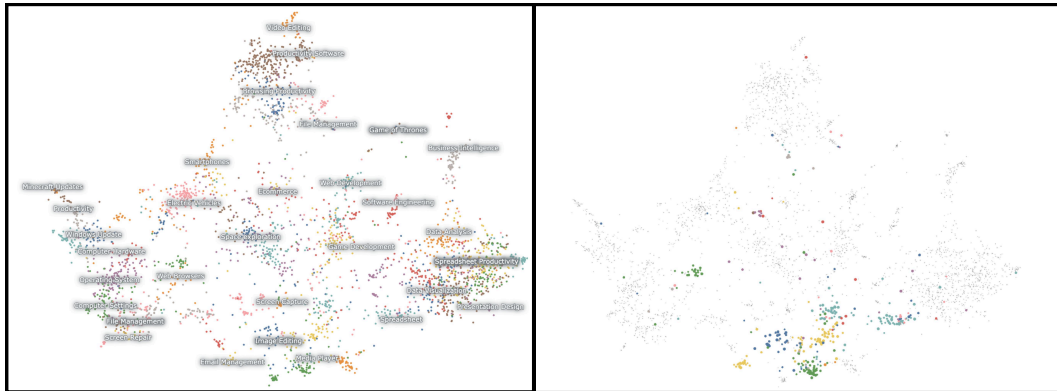 Video Editing
Productivity Software
Browsing Productivity
File Management
Game of Thrones
Business Intelligence
Smartphones
Minecraft Updates
Web Development
Ecommerce
Electric Vehicles
Software Engineering
Productivity
Windows Update
Space Exploration
Data Analysis
Computer Hardware
Game Development
Spreadsheet Productivity
Operating System
Web Browsers
Data Visualization
Computer Settings
Screen Capture
Presentation Design
File Management
Spreadsheet
Screen Repair
Image Editing
Email Management
Media Player